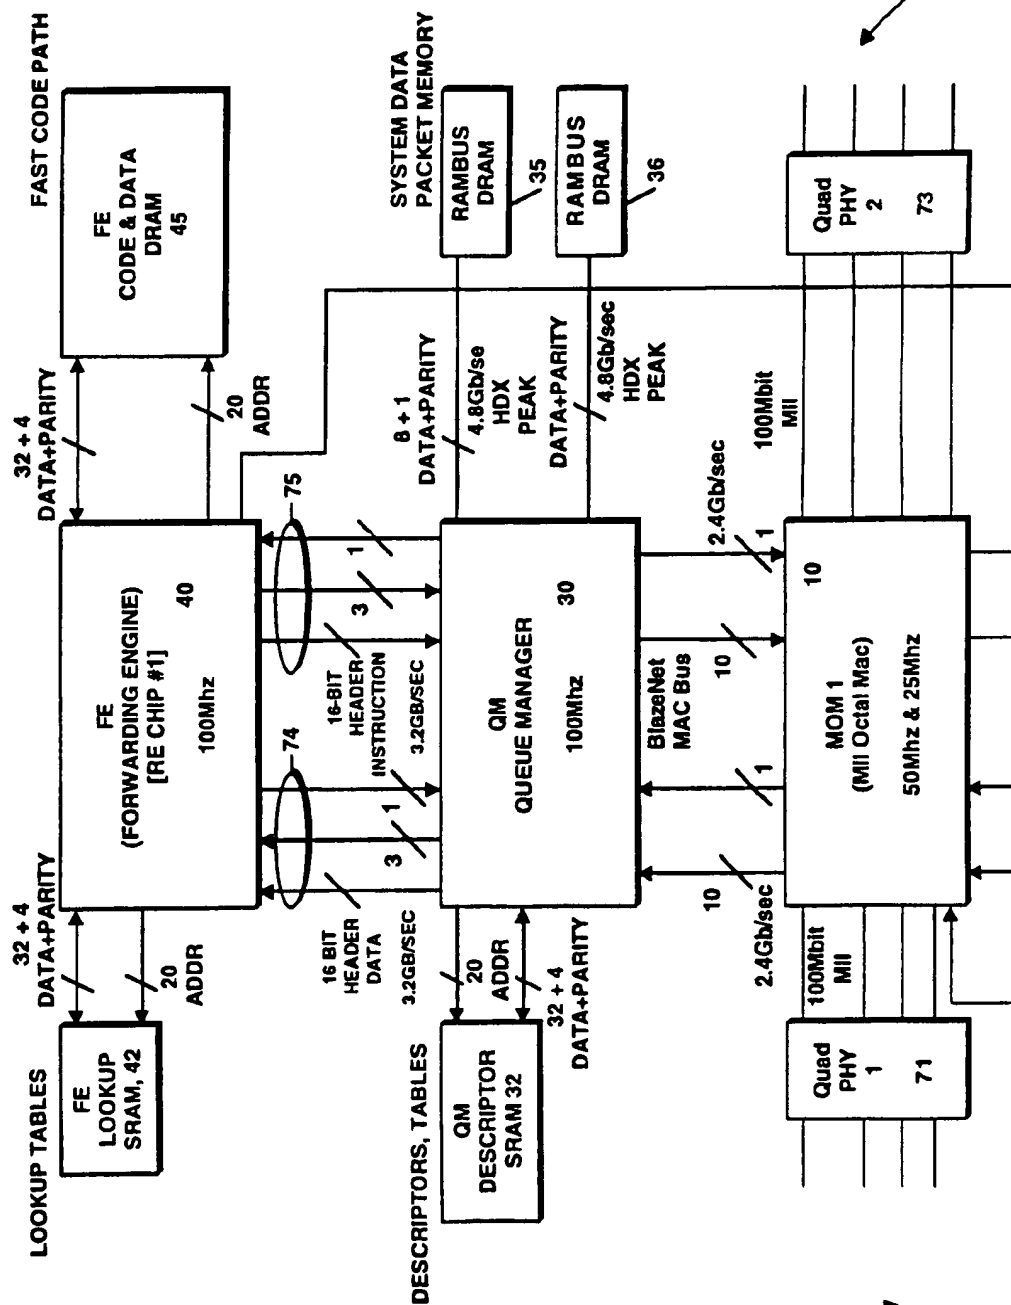 LOOKUP TABLES
FE
LOOKUP
SRAM, 42
32 + 4
DATA+PARITY
20
ADDR
FE
(FORWARDING ENGINE)
[RE CHIP #1]
40
100Mhz
32 + 4
DATA+PARITY
20
ADDR
FAST CODE PATH
FE
CODE & DATA
DRAM
45
74
75
16 BIT
HEADER
DATA
3.2GB/SEC
3
1
16-BIT
HEADER
INSTRUCTION
3.2GB/SEC
3
1
DESCRIPTORS, TABLES
QM
DESCRIPTOR
SRAM 32
20
ADDR
32 + 4
DATA+PARITY
QM
QUEUE MANAGER
30
100Mhz
8 + 1
DATA+PARITY
4.8Gb/se
HDX
PEAK
DATA+PARITY
4.8Gb/sec
HDX
PEAK
SYSTEM DATA
PACKET MEMORY
RAMBUS
DRAM
35
RAMBUS
DRAM
36
BlazeNet
MAC Bus
10
2.4Gb/sec
1
10
2.4Gb/sec
1
MOM 1
(MII Octal Mac)
10
50Mhz & 25Mhz
100Mbit
MII
Quad
PHY
1
71
100Mbit
MII
Quad
PHY
2
73